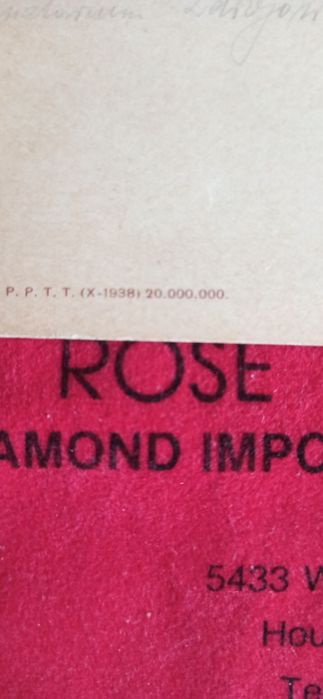 P. P. T. T. (X-1938) 20.000.000.
ROSE
AMOND IMPO
5433 W
Hou
Te